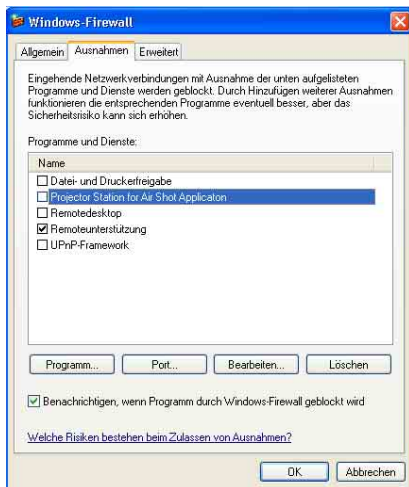 Windows-Firewall
Allgemein Ausnahmen Erweitert
Eingehende Netzwerkverbindungen mit Ausnahme der unten aufgelisteten
Programme und Dienste werden geblockt. Durch Hinzufügen weiterer Ausnahmen
funktionieren die entsprechenden Programme eventuell besser, aber das
Sicherheitsrisiko kann sich erhöhen.
Programme und Dienste:
Name
Datei- und Druckerfreigabe
Projector Station for Air Shot Applicaton
Remotedesktop
Remoteunterstützung
UPnP-Framework
Programm... Port... Bearbeiten... Löschen
Benachrichtigen, wenn Programm durch Windows-Firewall geblockt wird
Welche Risiken bestehen beim Zulassen von Ausnahmen?
OK Abbrechen